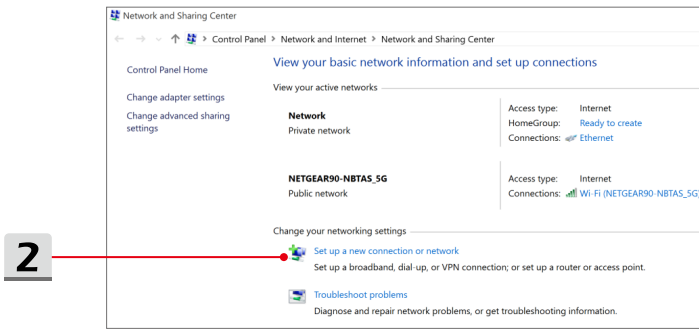 Network and Sharing Center
Control Panel > Network and Internet > Network and Sharing Center
Control Panel Home
Change adapter settings
Change advanced sharing
settings
View your basic network information and set up connections
View your active networks
Network
Private network
Access type: Internet
HomeGroup: Ready to create
Connections: Ethernet
NETGEAR90-NBTAS_5G
Public network
Access type: Internet
Connections: Wi-Fi (NETGEAR90-NBTAS_5G)
Change your networking settings
2
Set up a new connection or network
Set up a broadband, dial-up, or VPN connection; or set up a router or access point.
Troubleshoot problems
Diagnose and repair network problems, or get troubleshooting information.